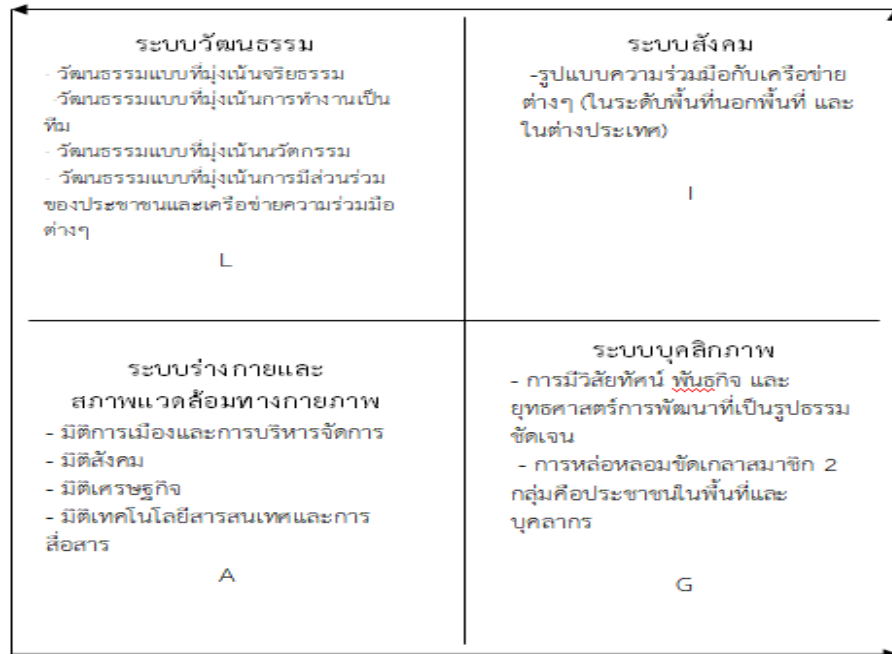 ระบบวัฒนธรรม
- วัฒนธรรมแบบที่มุ่งเน้นจริยธรรม
-วัฒนธรรมแบบที่มุ่งเน้นการทำงานเป็น
ทีม
- วัฒนธรรมแบบที่มุ่งเน้นนวัตกรรม
- วัฒนธรรมแบบที่มุ่งเน้นการมีส่วนร่วม
ของประชาชนและเครือข่ายความร่วมมือ
ต่างๆ
L
ระบบสังคม
-รูปแบบความร่วมมือกับเครือข่าย
ต่างๆ (ในระดับพื้นที่นอกพื้นที่ และ
ในต่างประเทศ)
I
ระบบร่างกายและ
สภาพแวดล้อมทางกายภาพ
- มิติการเมืองและการบริหารจัดการ
- มิติสังคม
- มิติเศรษฐกิจ
- มิติเทคโนโลยีสารสนเทศและการ
สื่อสาร
A
ระบบบุคลิกภาพ
- การมีวิสัยทัศน์ พันธกิจ และ
ยุทธศาสตร์การพัฒนาที่เป็นรูปธรรม
ชัดเจน
- การหล่อหลอมขัดเกลาสมาชิก 2
กลุ่มคือประชาชนในพื้นที่และ
บุคลากร
G